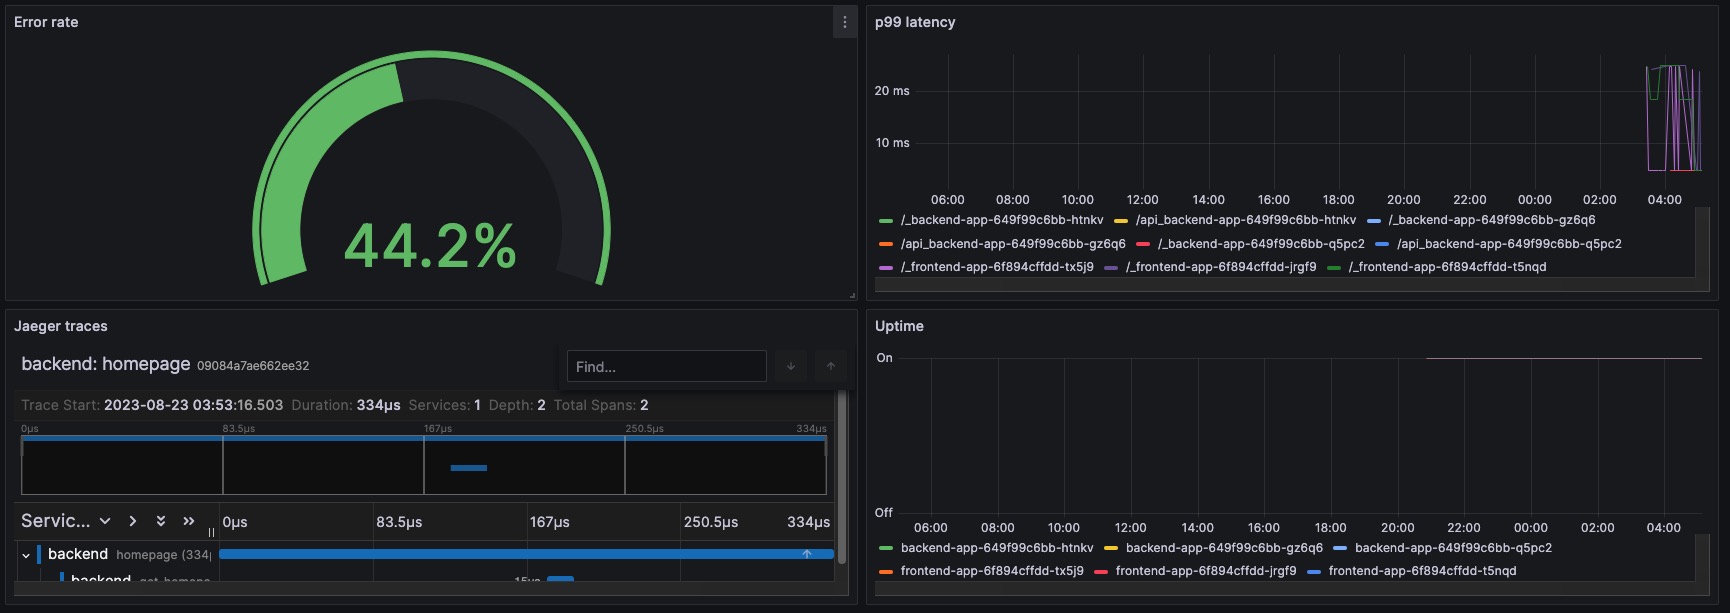 Error rate
44.2%
p99 latency
20 ms
10 ms
06:00 08:00 10:00 12:00 14:00 16:00 18:00 20:00 22:00 00:00 02:00 04:00
/_backend-app-649f99c6bb-htnkv /api_backend-app-649f99c6bb-htnkv /_backend-app-649f99c6bb-gz6q6
/api_backend-app-649f99c6bb-gz6q6 /_backend-app-649f99c6bb-q5pc2 /api_backend-app-649f99c6bb-q5pc2
/_frontend-app-6f894cffdd-tx5j9 /_frontend-app-6f894cffdd-jrgf9 /_frontend-app-6f894cffdd-t5nqd
Jaeger traces
backend: homepage 09084a7ae662ee32
Find...
Trace Start: 2023-08-23 03:53:16.503 Duration: 334μs Services: 1 Depth: 2 Total Spans: 2
0μs 83.5μs 167μs 250.5μs 334μs
Servic... 0μs 83.5μs 167μs 250.5μs 334μs
backend homepage (334
backend get-homepa 15μs
Uptime
On
Off
06:00 08:00 10:00 12:00 14:00 16:00 18:00 20:00 22:00 00:00 02:00 04:00
backend-app-649f99c6bb-htnkv backend-app-649f99c6bb-gz6q6 backend-app-649f99c6bb-q5pc2
frontend-app-6f894cffdd-tx5j9 frontend-app-6f894cffdd-jrgf9 frontend-app-6f894cffdd-t5nqd